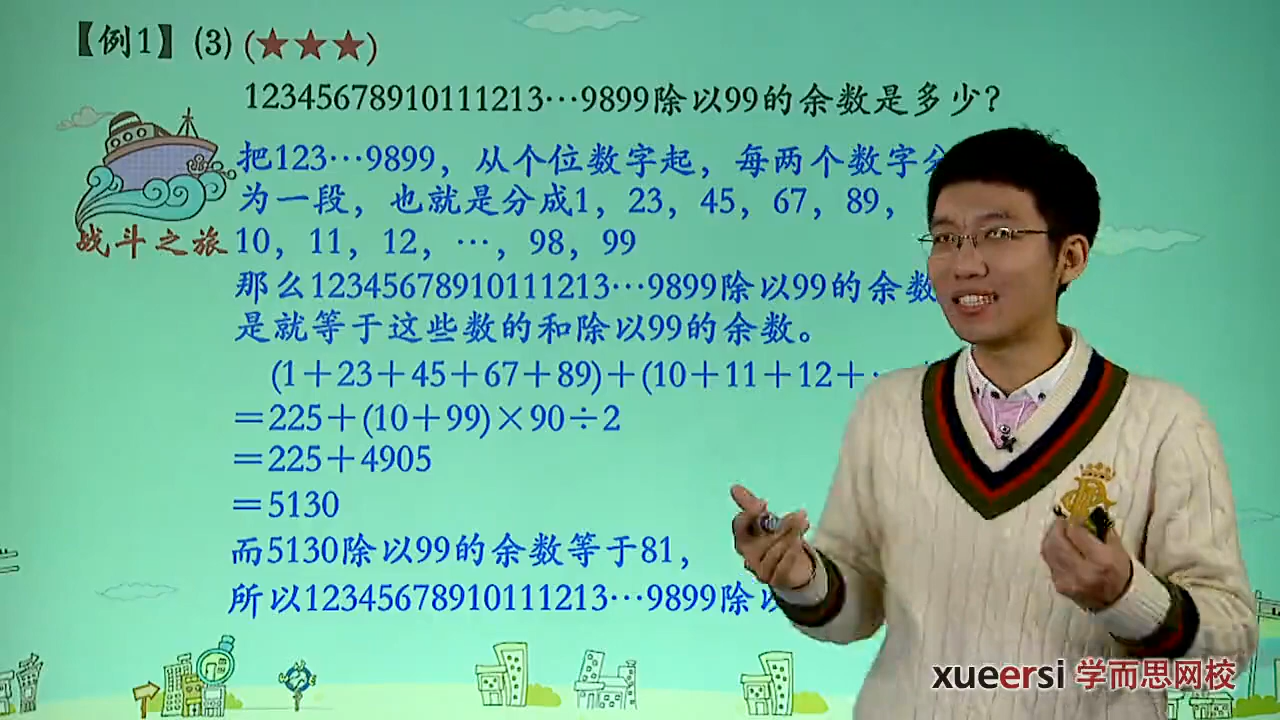 【例1】(3)(★★★)
12345678910111213…9899除以99的余数是多少?
把123…9899，从个位数字起，每两个数字分
为一段，也就是分成1，23，45，67，89，
战斗之旅
10，11，12，…，98，99
那么12345678910111213…9899除以99的余数
是就等于这些数的和除以99的余数。
(1＋23＋45＋67＋89)＋(10＋11＋12＋
＝225＋(10＋99)×90÷2
＝225＋4905
＝5130
而5130除以99的余数等于81，
所以12345678910111213…9899除以
xueersi 学而思网校